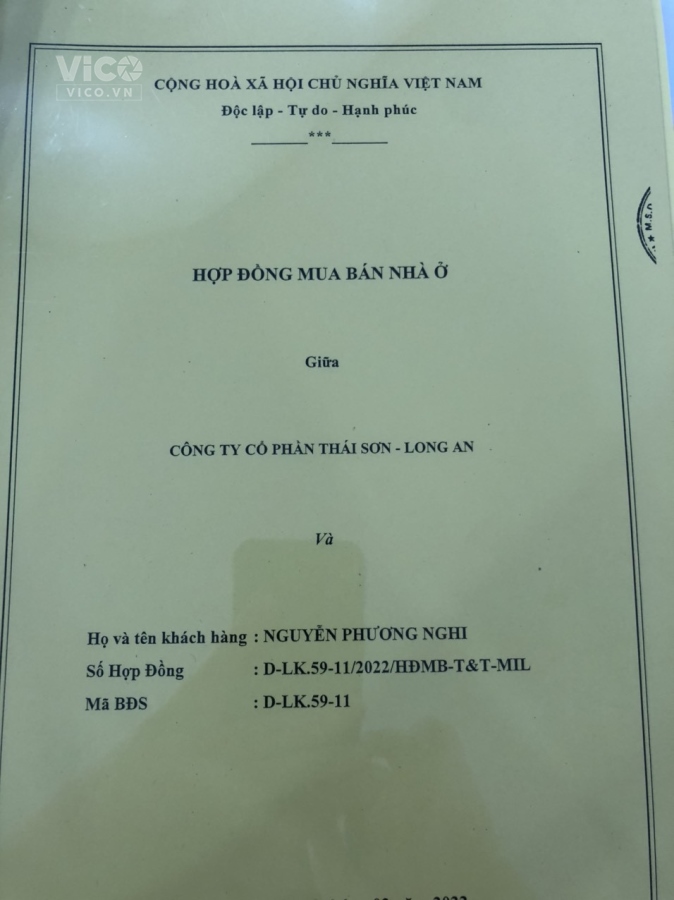 ViCO
VICO.VN
CỘNG HOÀ XÃ HỘI CHỦ NGHĨA VIỆT NAM
Độc lập - Tự do - Hạnh phúc
***
HỢP ĐỒNG MUA BÁN NHÀ Ở
Giữa
CÔNG TY CỔ PHẦN THÁI SƠN - LONG AN
Và
Họ và tên khách hàng : NGUYỄN PHƯƠNG NGHI
Số Hợp Đồng : D-LK.59-11/2022/HĐMB-T&T-MIL
Mã BĐS : D-LK.59-11
★ M.S.